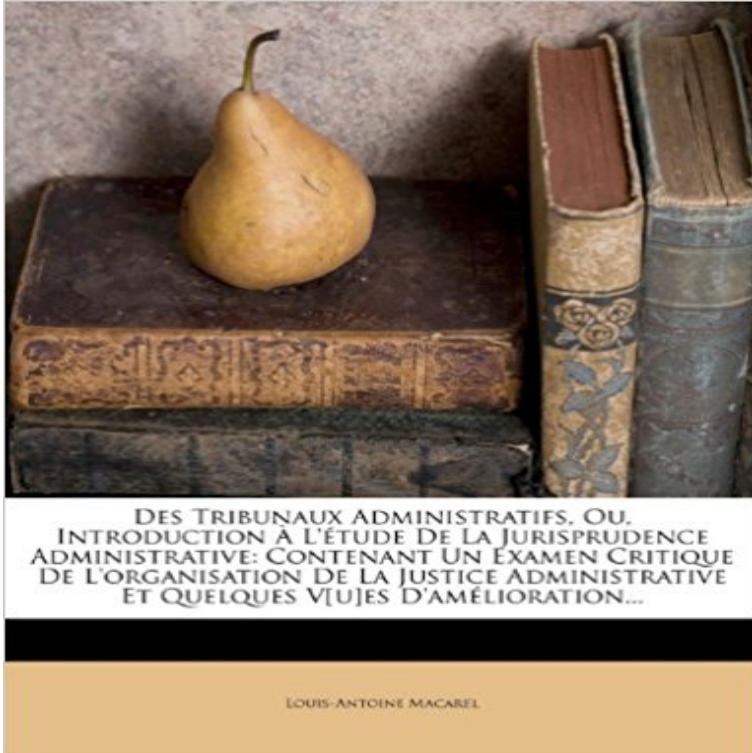 Des Tribunaux Administratifs, Ou,
Introduction À L'étude De La Jurisprudence
Administrative: Contenant Un Examen Critique
De L'organisation De La Justice Administrative
Et Quelques V[u]es D'amélioration...
Louis-Antoine Macarel